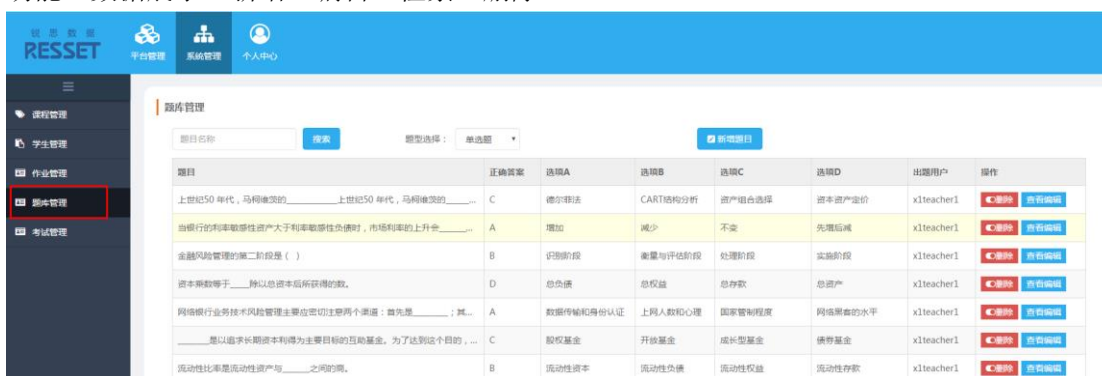 锐思数据
RESSET
平台管理 系统管理 个人中心
课程管理
学生管理
作业管理
题库管理
考试管理
题库管理
题目名称 搜索 题型选择： 单选题 新增题目
题目 正确答案 选项A 选项B 选项C 选项D 出题用户 操作
上世纪50 年代，马柯维茨的__________上世纪50 年代，马柯维茨的_____... C 德尔菲法 CART结构分析 资产组合选择 资本资产定价 x1teacher1 删除 查看编辑
当银行的利率敏感性资产大于利率敏感性负债时，市场利率的上升会______... A 增加 减少 不变 先增后减 x1teacher1 删除 查看编辑
金融风险管理的第二阶段是（ ） B 识别阶段 衡量与评估阶段 处理阶段 实施阶段 x1teacher1 删除 查看编辑
资本乘数等于____除以总资本后所获得的数。 D 总负债 总权益 总存款 总资产 x1teacher1 删除 查看编辑
网络银行业务技术风险管理主要应密切注意两个渠道：首先是_______；其... A 数据传输和身份认证 上网人数和心理 国家管制程度 网络黑客的水平 x1teacher1 删除 查看编辑
_______是以追求长期资本利得为主要目标的互助基金。为了达到这个目的，... C 股权基金 开放基金 成长型基金 债券基金 x1teacher1 删除 查看编辑
流动性比率是流动性资产与______之间的商。 B 流动性资本 流动性负债 流动性权益 流动性存款 x1teacher1 删除 查看编辑